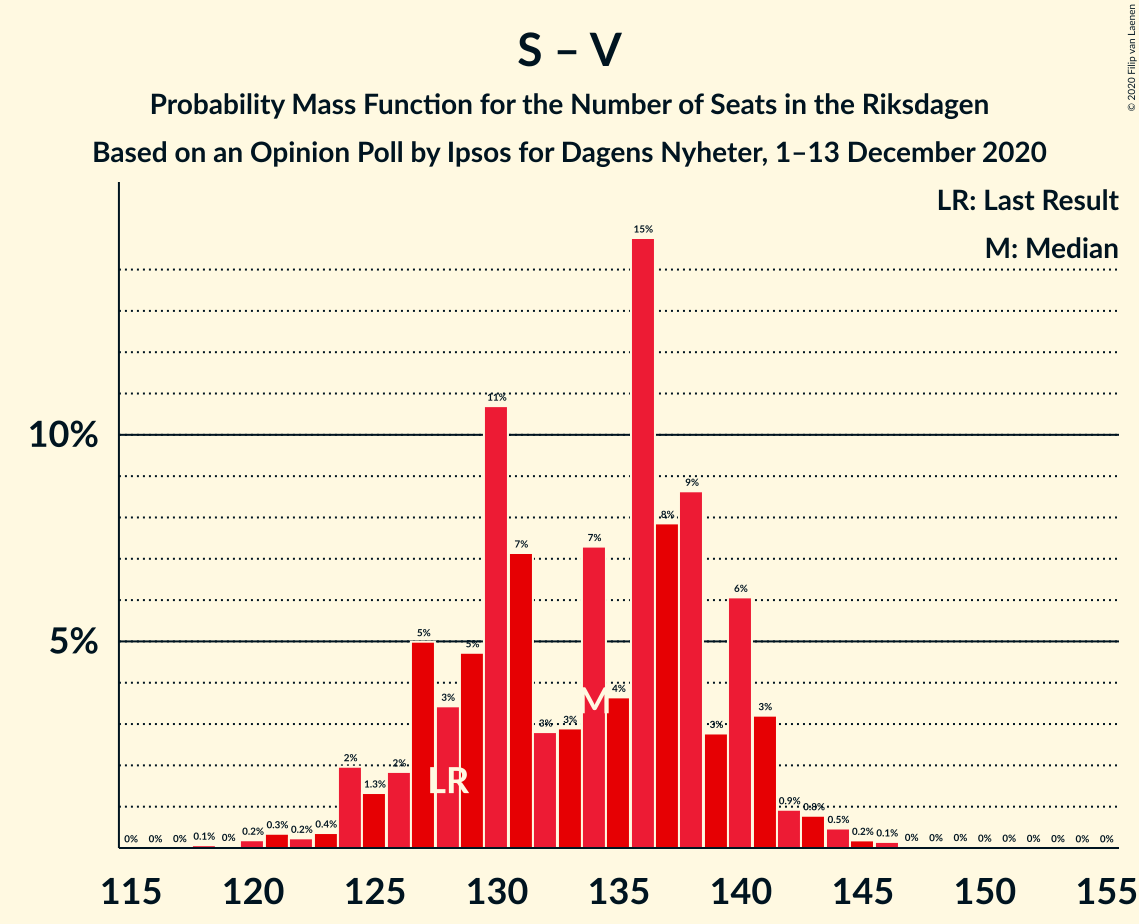 S – V
Probability Mass Function for the Number of Seats in the Riksdagen
Based on an Opinion Poll by Ipsos for Dagens Nyheter, 1–13 December 2020
© 2020 Filip van Laenen
LR: Last Result
M: Median
10%
5%
0% 0% 0% 0.1% 0% 0.2% 0.3% 0.2% 0.4% 2% 1.3% 2% 5% 3% 5% 11% 7% 3% 3% 7% 4% 15% 8% 9% 3% 6% 3% 0.9% 0.8% 0.5% 0.2% 0.1% 0% 0% 0% 0% 0% 0% 0% 0% 0%
LR
M
115 120 125 130 135 140 145 150 155